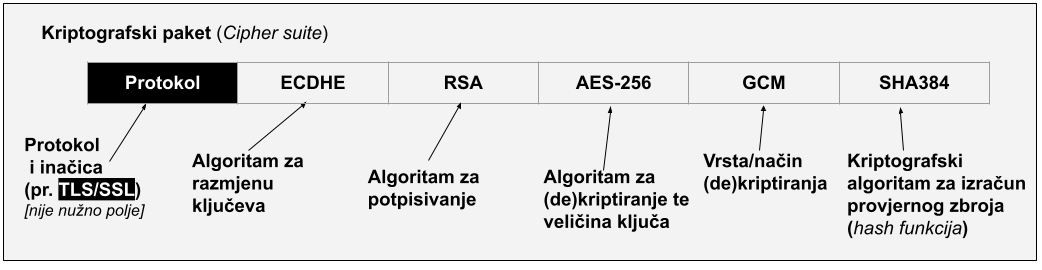 Kriptografski paket (Cipher suite)
Protokol ECDHE RSA AES-256 GCM SHA384
Protokol
i inačica
(pr. TLS/SSL)
[nije nužno polje]
Algoritam za
razmjenu
ključeva
Algoritam za
potpisivanje
Algoritam za
(de)kriptiranje te
veličina ključa
Vrsta/način
(de)kriptiranja
Kriptografski
algoritam za izračun
provjernog zbroja
(hash funkcija)